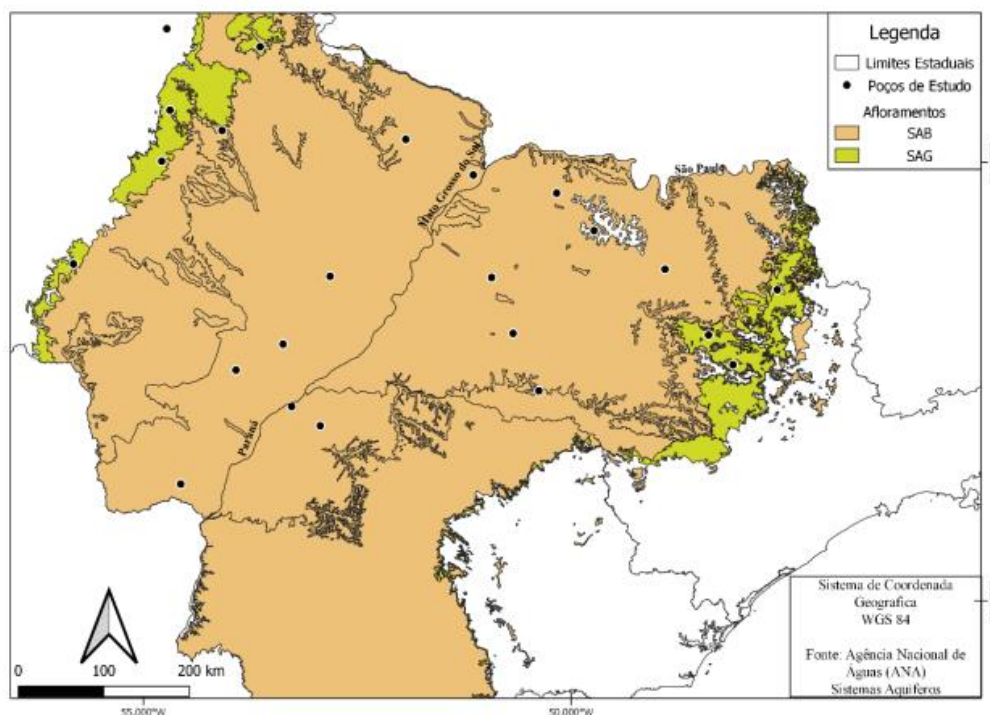 Legenda
Limites Estaduais
Poços de Estudo
Afloramentos
SAB
SAG
São Paulo
Mato Grosso do Sul
Paraná
Sistema de Coordenada
Geografica
WGS 84
Fonte: Agência Nacional de
Águas (ANA)
Sistemas Aquiferos
0 100 200 km
55.000°W 50.000°W